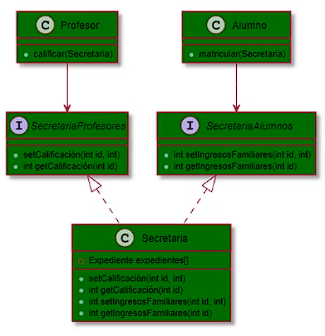 C Profesor
calificar(Secretaria)
C Alumno
matricular(Secretaria)
I SecretariaProfesores
setCalificación(int id, int)
int getCalificación(int id)
I SecretariaAlumnos
int setIngresosFamiliares(int id, int)
int getIngresosFamiliares(int id)
C Secretaria
Expediente expedientes[]
setCalificación(int id, int)
int getCalificación(int id)
int setIngresosFamiliares(int id, int)
int getIngresosFamiliares(int id)